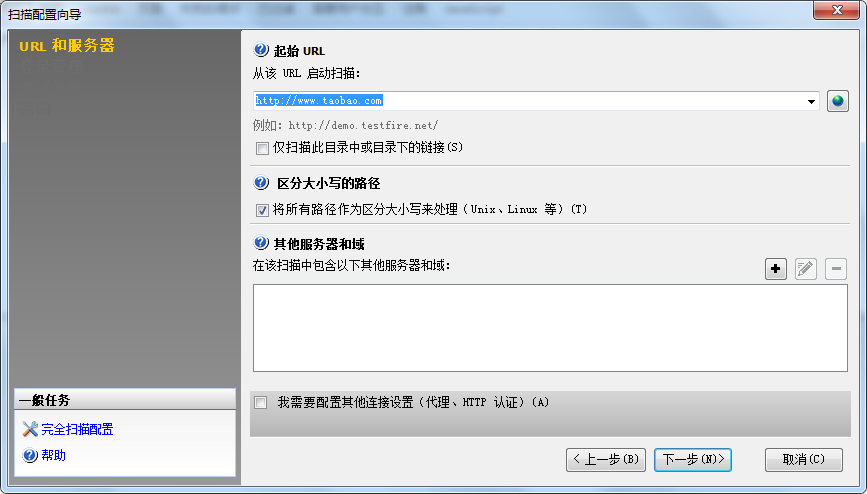 扫描配置向导
URL 和服务器
起始 URL
从该 URL 启动扫描:
http://www.taobao.com
例如: http://demo.testfire.net/
仅扫描此目录中或目录下的链接(S)
区分大小写的路径
将所有路径作为区分大小写来处理（Unix、Linux 等）(T)
其他服务器和域
在该扫描中包含以下其他服务器和域:
一般任务
完全扫描配置
帮助
我需要配置其他连接设置（代理、HTTP 认证）(A)
< 上一步(B)
下一步(N)>
取消(C)